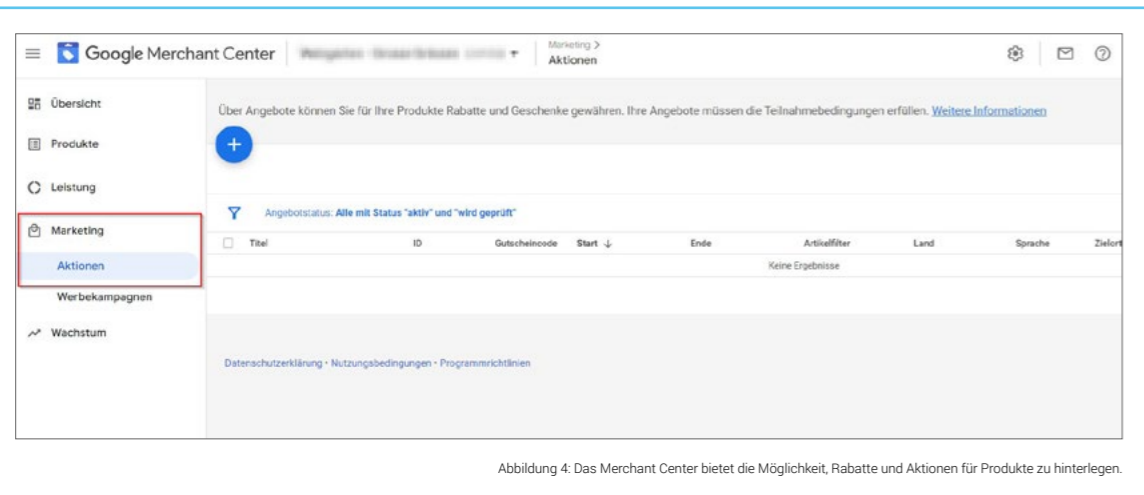 Google Merchant Center
Marketing >
Aktionen
Übersicht
Produkte
Leistung
Marketing
Aktionen
Werbekampagnen
Wachstum
Über Angebote können Sie für Ihre Produkte Rabatte und Geschenke gewähren. Ihre Angebote müssen die Teilnahmebedingungen erfüllen. Weitere Informationen
Angebotstatus: Alle mit Status "aktiv" und "wird geprüft"
Titel ID Gutscheincode Start ↓ Ende Artikelfilter Land Sprache Zielort
Keine Ergebnisse
Datenschutzerklärung • Nutzungsbedingungen • Programmrichtlinien
Abbildung 4: Das Merchant Center bietet die Möglichkeit, Rabatte und Aktionen für Produkte zu hinterlegen.